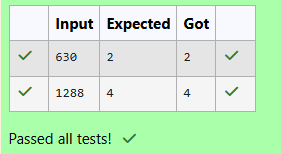 Input Expected Got
630 2 2
1288 4 4
Passed all tests!